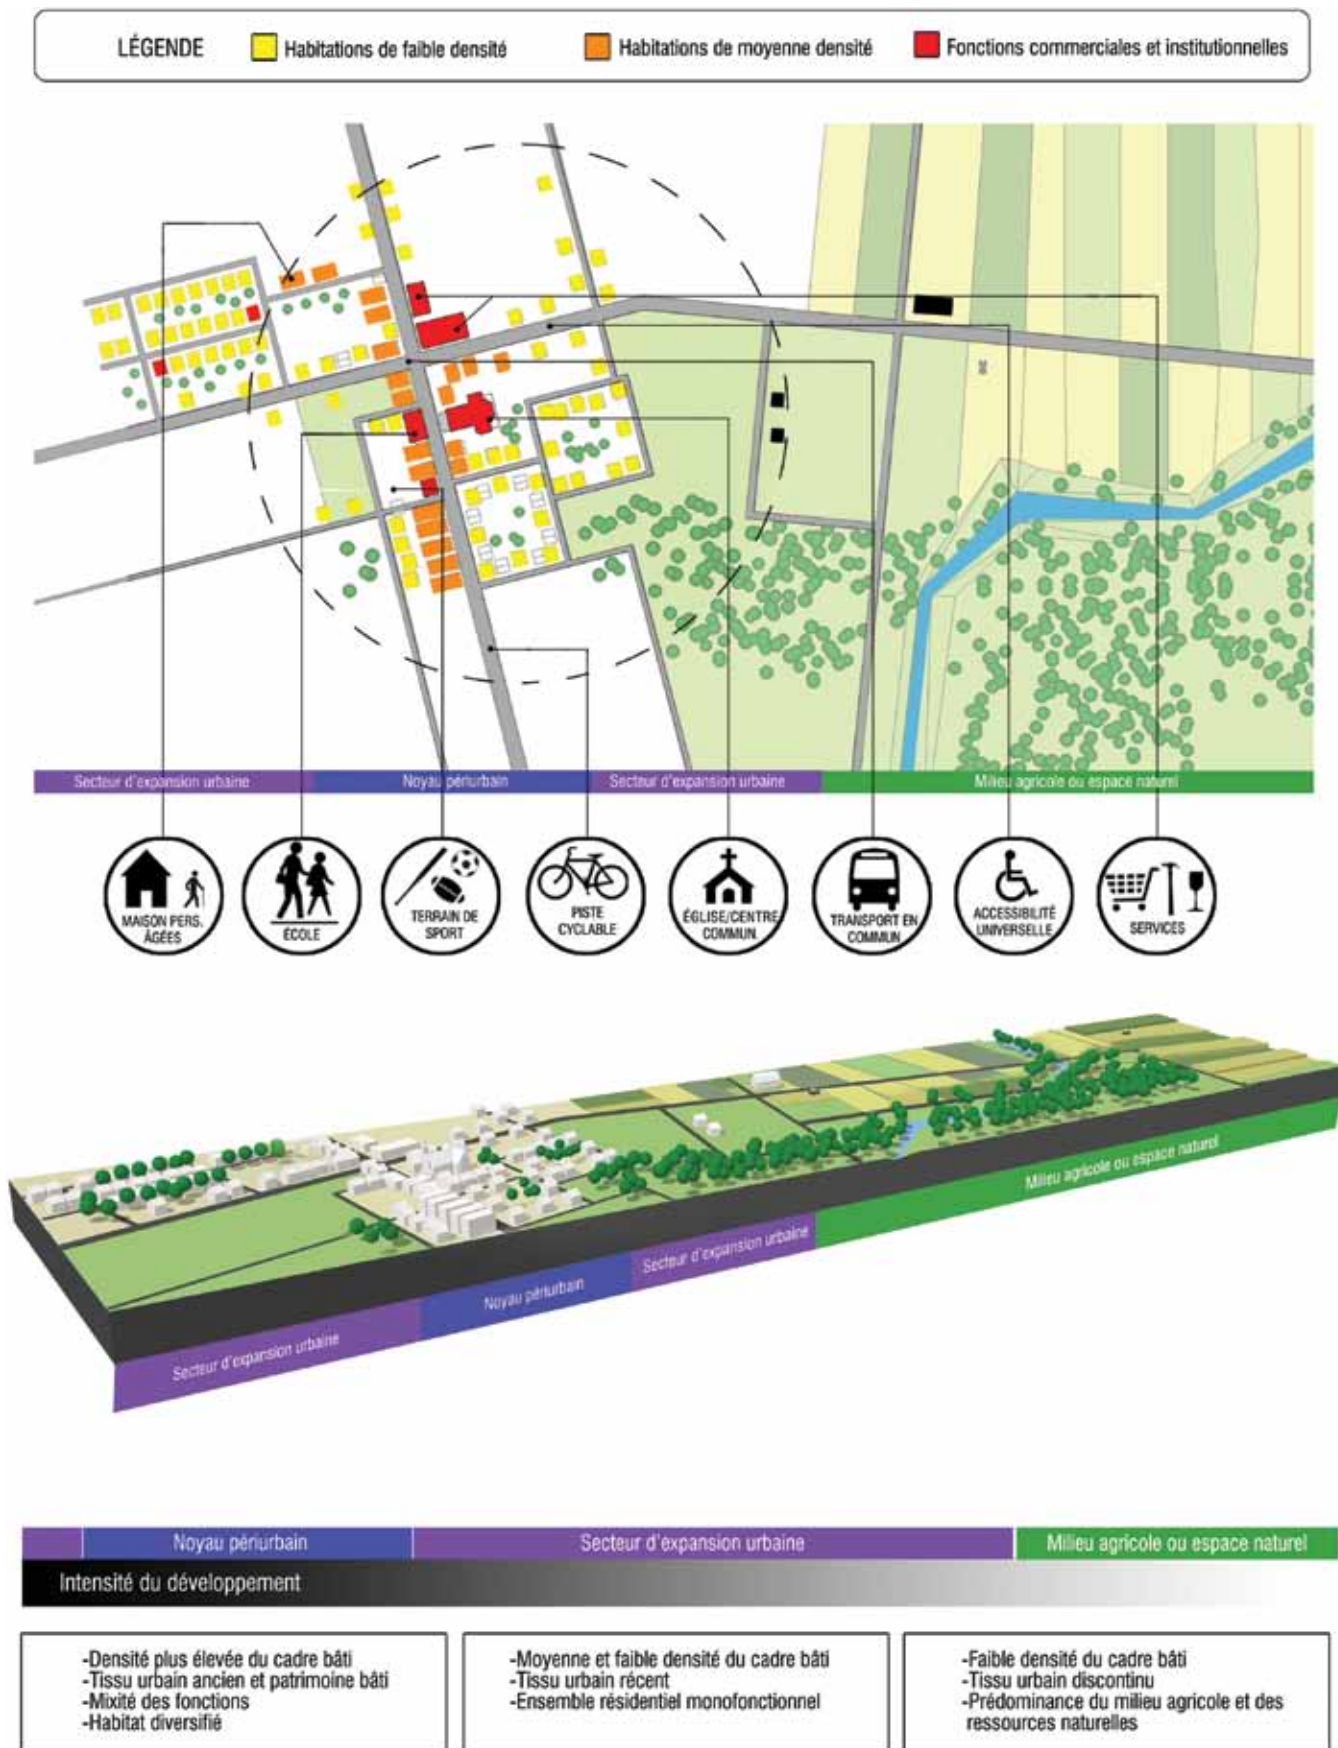 LÉGENDE
Habitations de faible densité
Habitations de moyenne densité
Fonctions commerciales et institutionnelles
Secteur d'expansion urbaine
Noyau périurbain
Secteur d'expansion urbaine
Milieu agricole ou espace naturel
MAISON PERS.
ÂGÉES
ÉCOLE
TERRAIN DE
SPORT
PISTE
CYCLABLE
ÉGLISE/CENTRE
COMMUN.
TRANSPORT EN
COMMUN
ACCESSIBILITÉ
UNIVERSELLE
SERVICES
Milieu agricole ou espace naturel
Secteur d'expansion urbaine
Noyau périurbain
Secteur d'expansion urbaine
Noyau périurbain
Secteur d'expansion urbaine
Milieu agricole ou espace naturel
Intensité du développement
-Densité plus élevée du cadre bâti
-Tissu urbain ancien et patrimoine bâti
-Mixité des fonctions
-Habitat diversifié
-Moyenne et faible densité du cadre bâti
-Tissu urbain récent
-Ensemble résidentiel monofonctionnel
-Faible densité du cadre bâti
-Tissu urbain discontinu
-Prédominance du milieu agricole et des
ressources naturelles